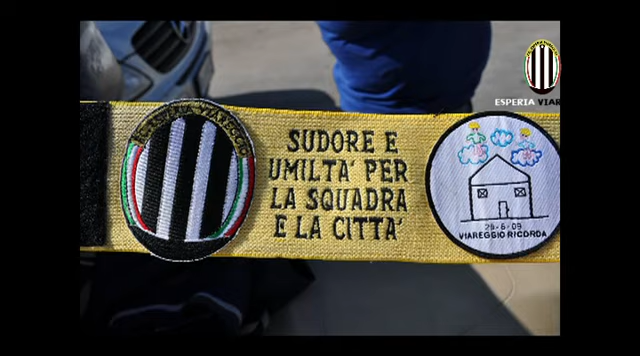 ESPERIA VIAR
SUDORE E
UMILTA' PER
LA SQUADRA
E LA CITTA'
29-6-09
VIAREGGIO RICORDA